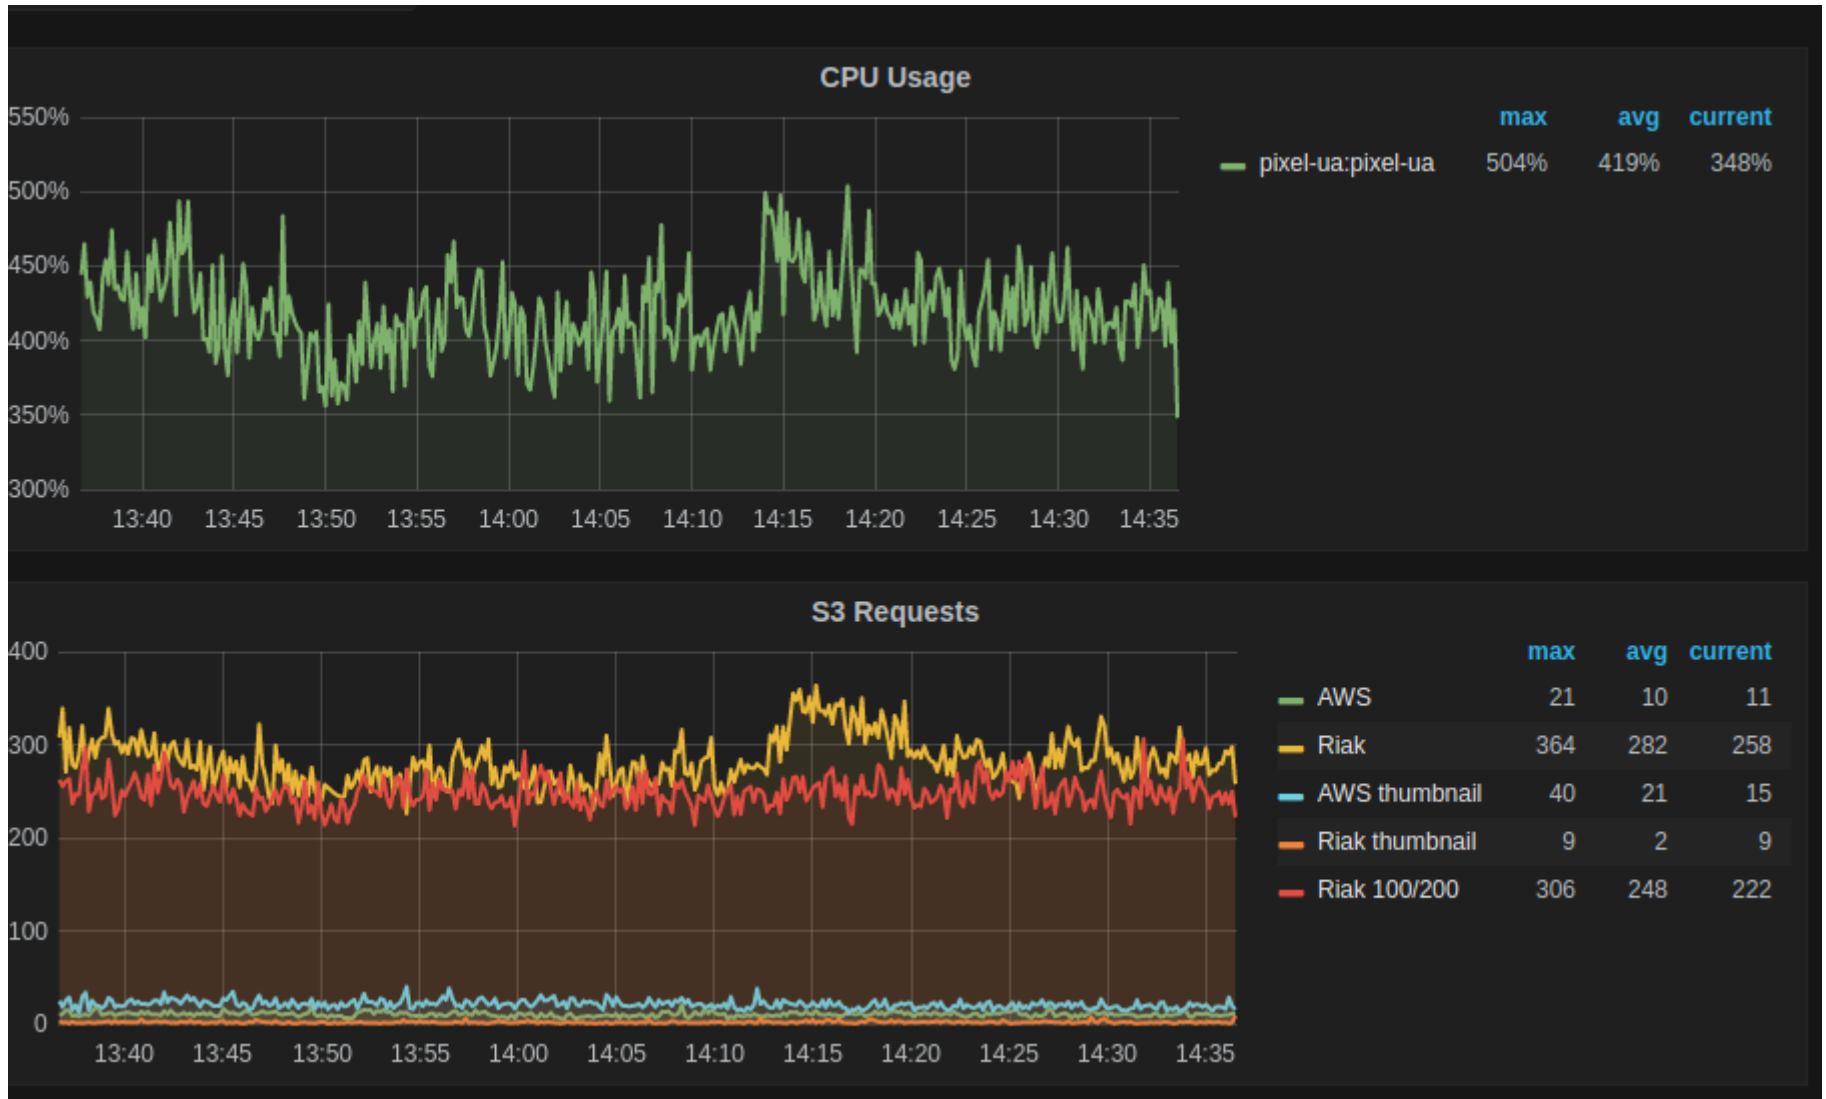 CPU Usage
550%
500%
450%
400%
350%
300%
13:40 13:45 13:50 13:55 14:00 14:05 14:10 14:15 14:20 14:25 14:30 14:35
max avg current
pixel-ua:pixel-ua 504% 419% 348%
S3 Requests
400
300
200
100
0
13:40 13:45 13:50 13:55 14:00 14:05 14:10 14:15 14:20 14:25 14:30 14:35
max avg current
AWS 21 10 11
Riak 364 282 258
AWS thumbnail 40 21 15
Riak thumbnail 9 2 9
Riak 100/200 306 248 222